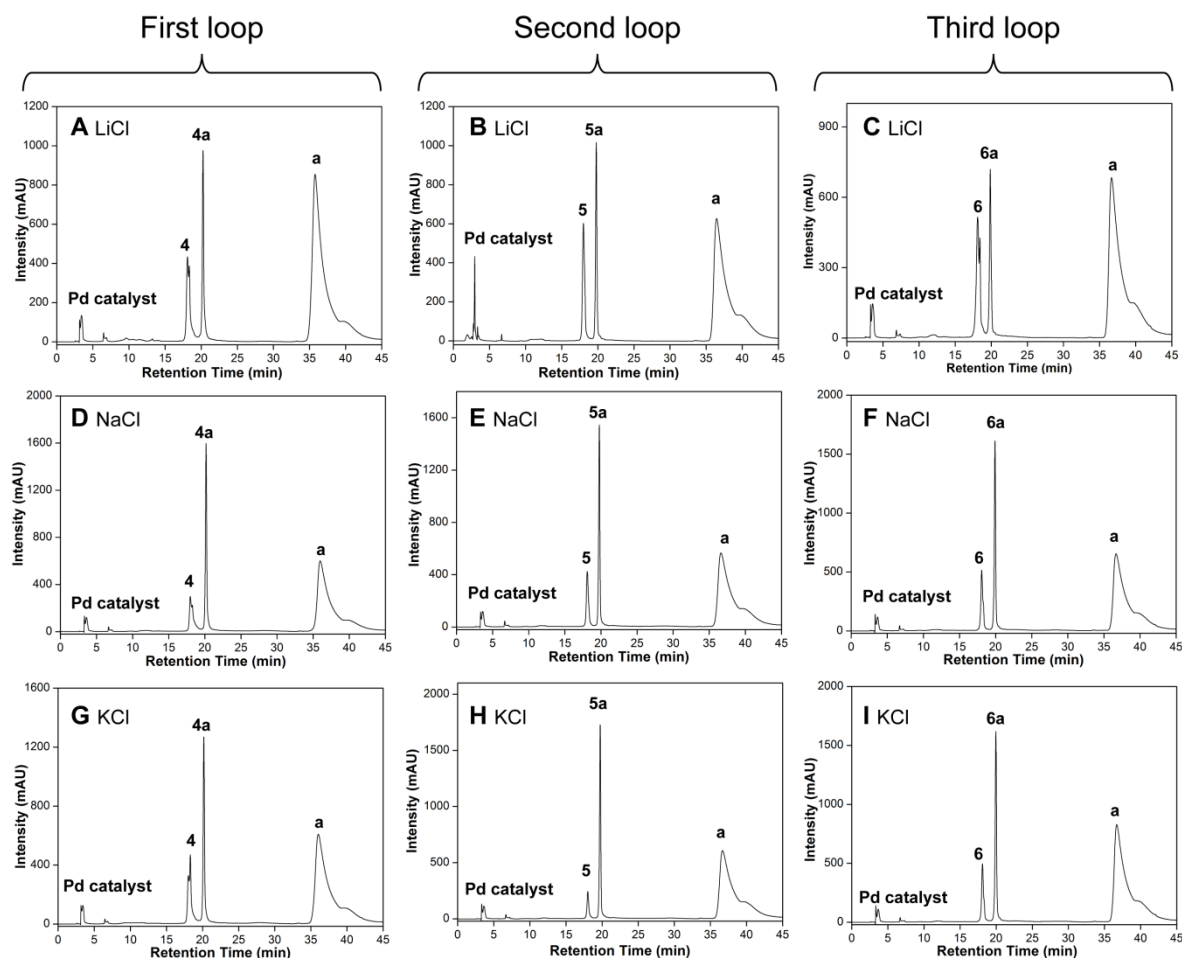 First loop
Second loop
Third loop
A LiCl
4a
a
4
Pd catalyst
Intensity (mAU)
1200
1000
800
600
400
200
0
0 5 10 15 20 25 30 35 40 45
Retention Time (min)
B LiCl
5a
a
5
Pd catalyst
Intensity (mAU)
1200
1000
800
600
400
200
0
0 5 10 15 20 25 30 35 40 45
Retention Time (min)
C LiCl
6a
a
6
Pd catalyst
Intensity (mAU)
900
600
300
0
0 5 10 15 20 25 30 35 40 45
Retention Time (min)
D NaCl
4a
a
4
Pd catalyst
Intensity (mAU)
2000
1600
1200
800
400
0
0 5 10 15 20 25 30 35 40 45
Retention Time (min)
E NaCl
5a
a
5
Pd catalyst
Intensity (mAU)
1600
1200
800
400
0
0 5 10 15 20 25 30 35 40 45
Retention Time (min)
F NaCl
6a
a
6
Pd catalyst
Intensity (mAU)
2000
1500
1000
500
0
0 5 10 15 20 25 30 35 40 45
Retention Time (min)
G KCl
4a
a
4
Pd catalyst
Intensity (mAU)
1600
1200
800
400
0
0 5 10 15 20 25 30 35 40 45
Retention Time (min)
H KCl
5a
a
5
Pd catalyst
Intensity (mAU)
2000
1500
1000
500
0
0 5 10 15 20 25 30 35 40 45
Retention Time (min)
I KCl
6a
a
6
Pd catalyst
Intensity (mAU)
2000
1500
1000
500
0
0 5 10 15 20 25 30 35 40 45
Retention Time (min)